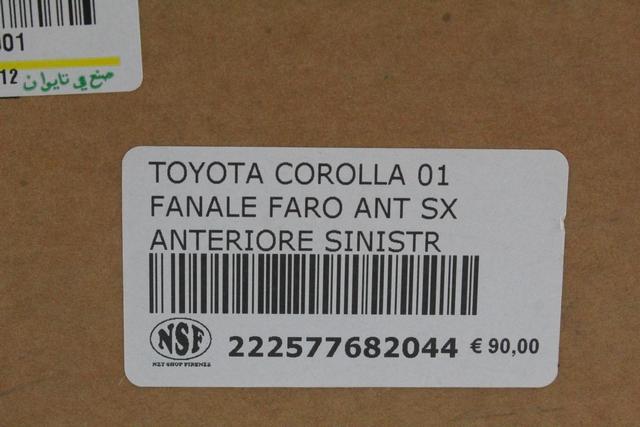 001
12 صنع في تايوان
TOYOTA COROLLA 01
FANALE FARO ANT SX
ANTERIORE SINISTR
NSF
NET SHOP FIRENZE
222577682044 € 90,00